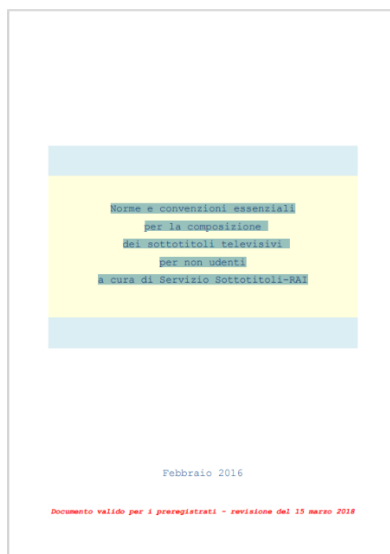 Norme e convenzioni essenziali
per la composizione
dei sottotitoli televisivi
per non udenti
a cura di Servizio Sottotitoli-RAI
Febbraio 2016
Documento valido per i preregistrati - revisione del 15 marzo 2018